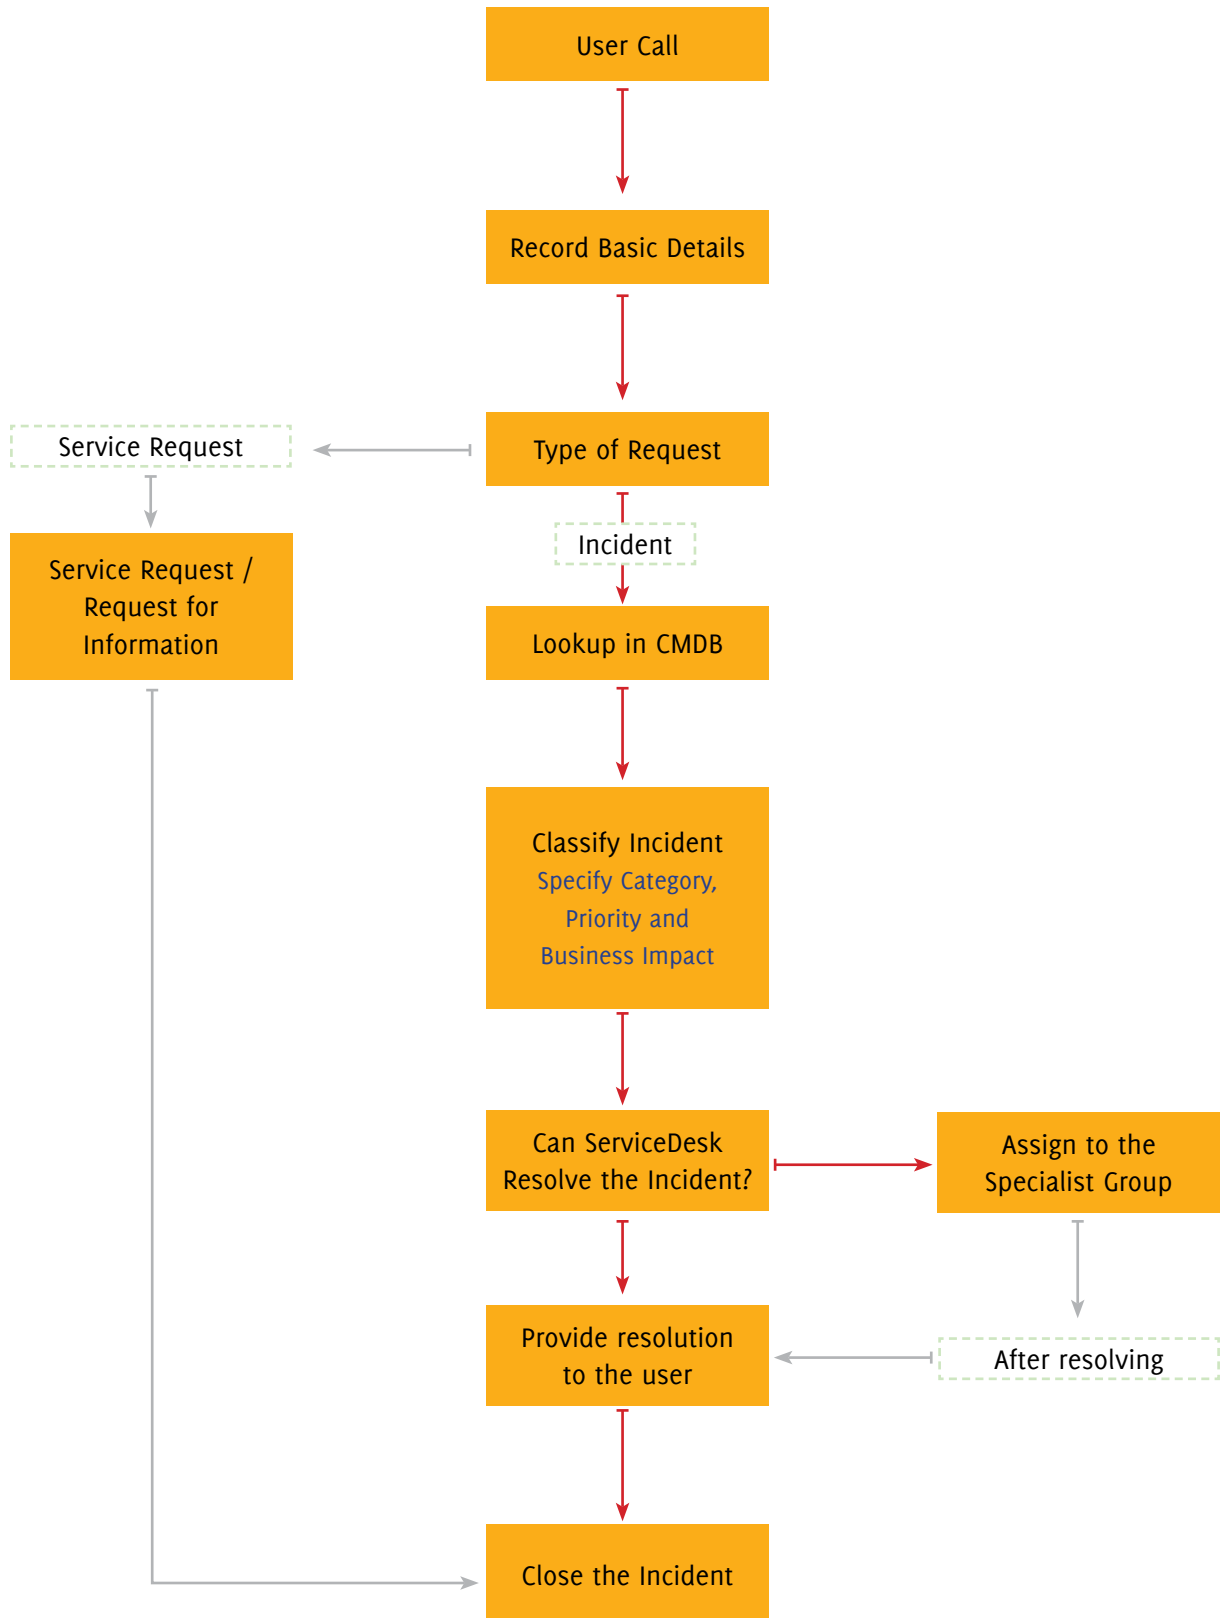 User Call
Record Basic Details
Type of Request
Service Request
Incident
Service Request /
Request for
Information
Lookup in CMDB
Classify Incident
Specify Category,
Priority and
Business Impact
Can ServiceDesk
Resolve the Incident?
Assign to the
Specialist Group
Provide resolution
to the user
After resolving
Close the Incident